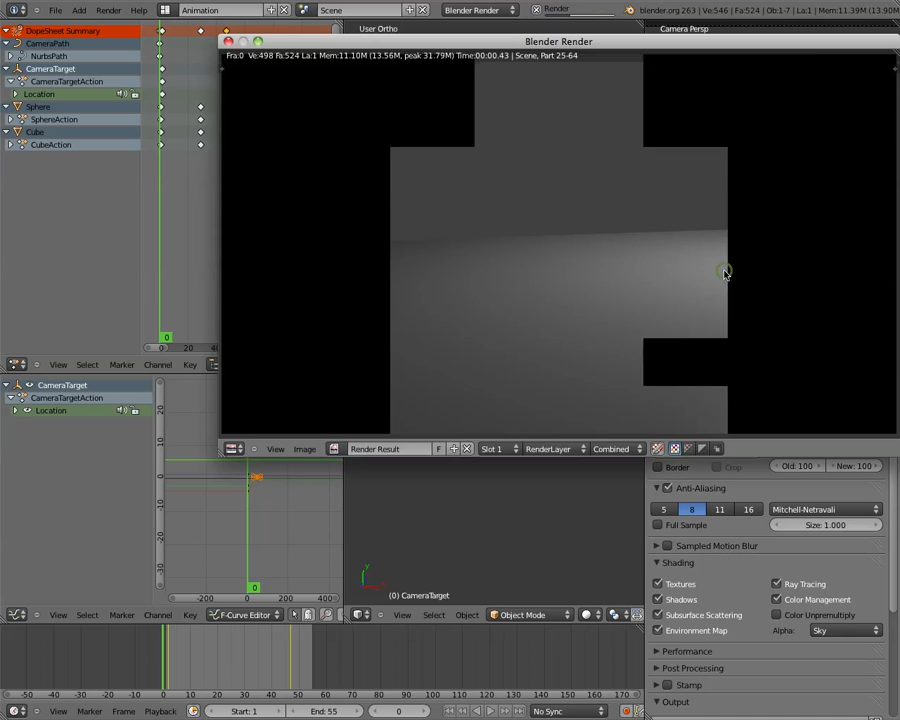 File Add Render Help Animation Scene Blender Render Render blender.org 263 | Ve:546 | Fa:524 | Ob:1-7 | La:1 | Mem:11.39M (13.90M
DopeSheet Summary
CameraPath
NurbsPath
CameraTarget
CameraTargetAction
Location
Sphere
SphereAction
Cube
CubeAction
0
0 20
View Select Marker Channel Key
User Ortho Camera Persp
Blender Render
Fra:0 Ve:498 Fa:524 La:1 Mem:11.10M (13.56M, peak 31.79M) Time:00:00.43 | Scene, Part 25-64
View Image Render Result F Slot 1 RenderLayer Combined
CameraTarget
CameraTargetAction
Location
20
10
0
-10
-30
0
-200 0 200 400
View Select Marker Channel Key F-Curve Editor
y
(0) CameraTarget
View Select Object Object Mode
Border Crop Old: 100 New: 100
Anti-Aliasing
5 8 11 16 Mitchell-Netravali
Full Sample Size: 1.000
Sampled Motion Blur
Shading
Textures Ray Tracing
Shadows Color Management
Subsurface Scattering Color Unpremultiply
Environment Map Alpha: Sky
Performance
Post Processing
Stamp
Output
-50 -40 -30 -20 -10 0 10 20 30 40 50 60 70 80 90 100 110 120 130 140 150 160 170
View Marker Frame Playback Start: 1 End: 55 0 No Sync